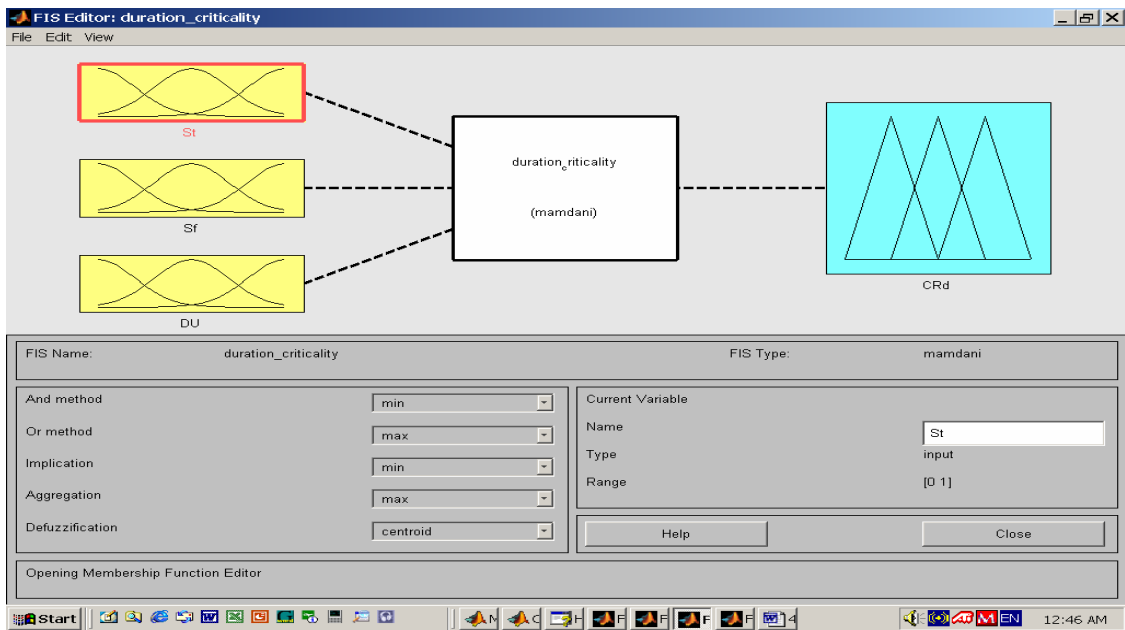 FIS Editor: duration_criticality
File Edit View
St
Sf
DU
duration_criticality
(mamdani)
CRd
FIS Name: duration_criticality FIS Type: mamdani
And method min
Or method max
Implication min
Aggregation max
Defuzzification centroid
Current Variable
Name St
Type input
Range [0 1]
Help Close
Opening Membership Function Editor
Start N C H F F F F 4 EN 12:46 AM